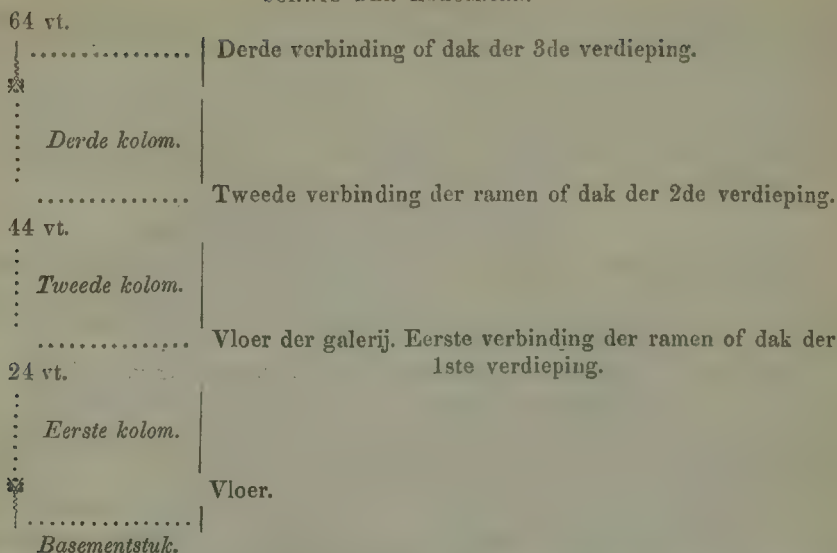 64 vt.
Derde verbinding of dak der 3de verdieping.
Derde kolom.
Tweede verbinding der ramen of dak der 2de verdieping.
44 vt.
Tweede kolom.
Vloer der galerij. Eerste verbinding der ramen of dak der
1ste verdieping.
24 vt.
Eerste kolom.
Vloer.
Basementstuk.